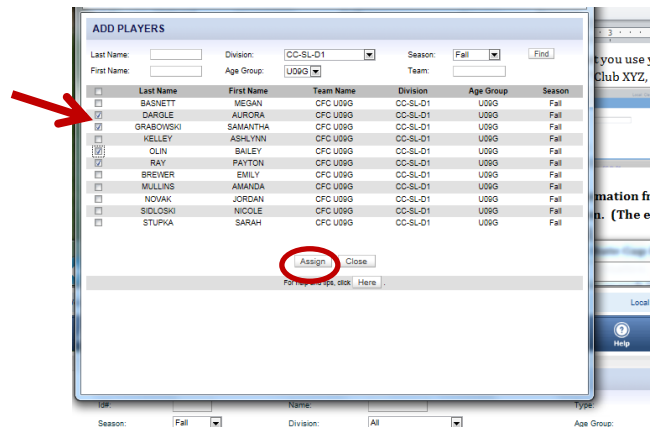 ADD PLAYERS
Last Name: Division: CC-SL-D1 Season: Fall Find
First Name: Age Group: U09G Team:
Last Name First Name Team Name Division Age Group Season
BASNETT MEGAN CFC U09G CC-SL-D1 U09G Fall
DARGLE AURORA CFC U09G CC-SL-D1 U09G Fall
GRABOWSKI SAMANTHA CFC U09G CC-SL-D1 U09G Fall
KELLEY ASHLYNN CFC U09G CC-SL-D1 U09G Fall
OLIN BAILEY CFC U09G CC-SL-D1 U09G Fall
RAY PAYTON CFC U09G CC-SL-D1 U09G Fall
BREWER EMILY CFC U09G CC-SL-D1 U09G Fall
MULLINS AMANDA CFC U09G CC-SL-D1 U09G Fall
NOVAK JORDAN CFC U09G CC-SL-D1 U09G Fall
SIDLOSKI NICOLE CFC U09G CC-SL-D1 U09G Fall
STUPKA SARAH CFC U09G CC-SL-D1 U09G Fall
Assign Close
For help and tips, click Here .
· 3 · · ·
t you use y
Club XYZ,
mation fr
n. (The e
Local
Help
Id#: Name: Type:
Season: Fall Division: All Age Group: